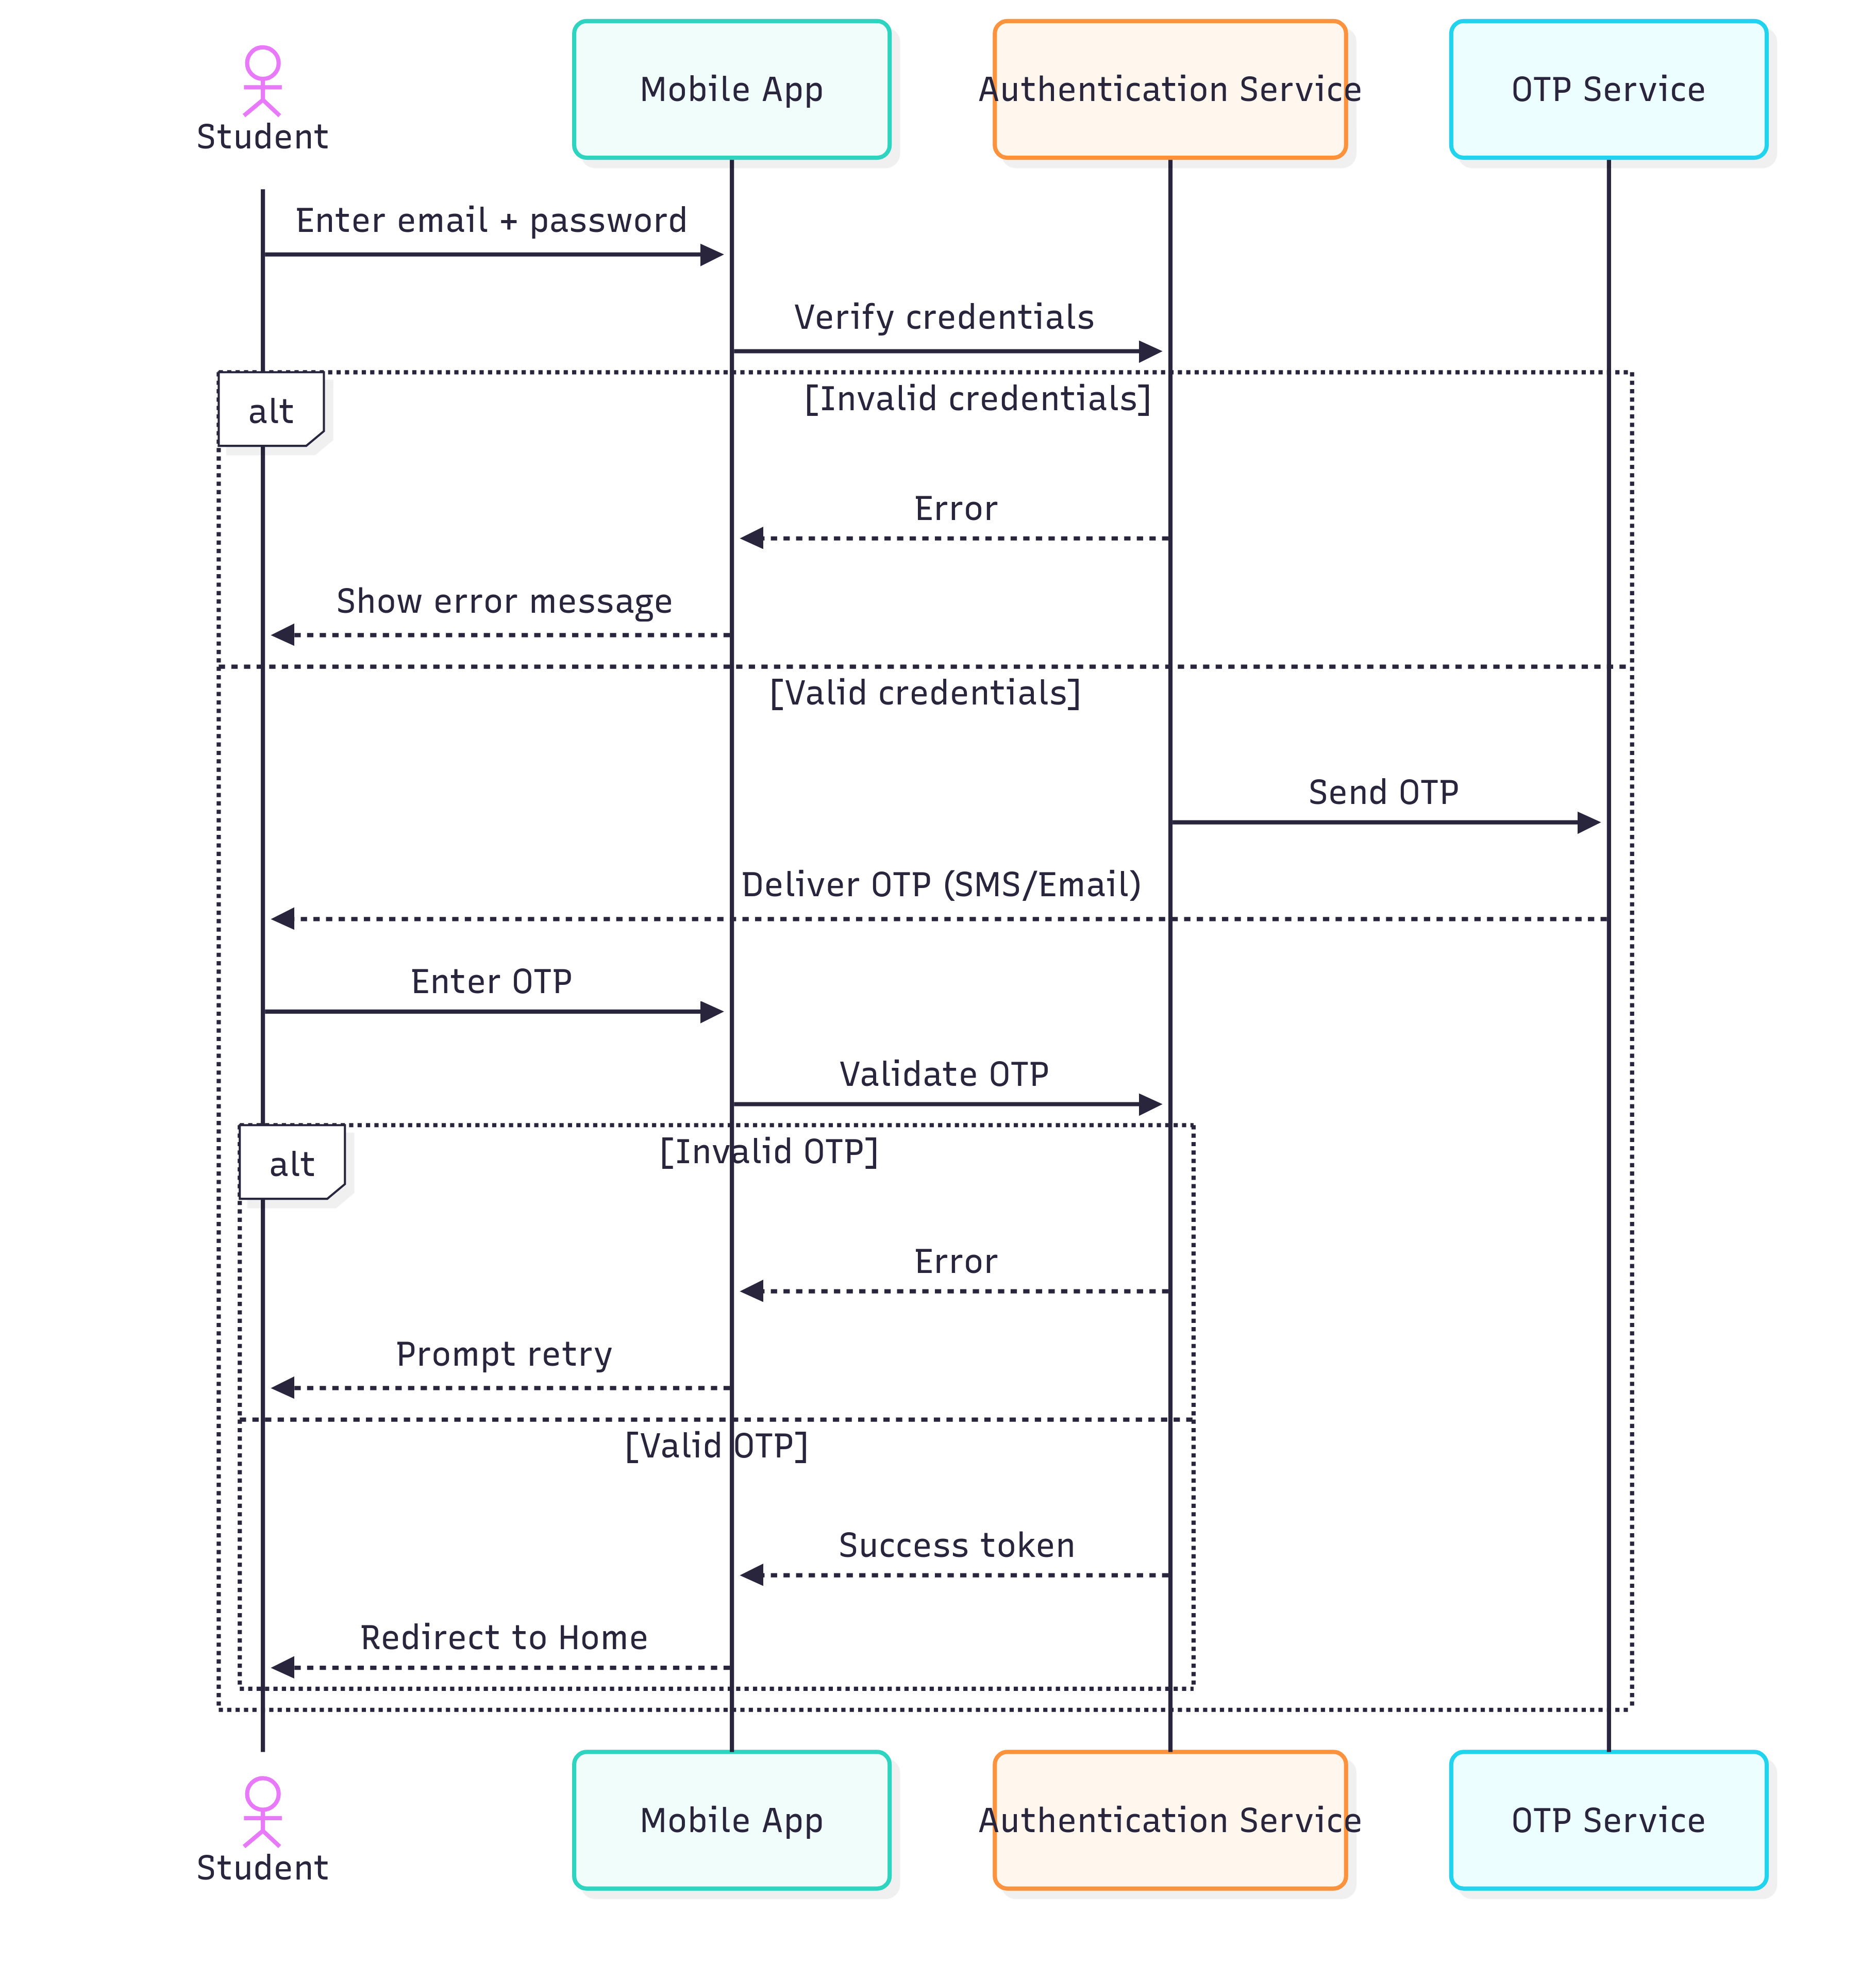 Student
Mobile App
Authentication Service
OTP Service
Enter email + password
Verify credentials
alt
[Invalid credentials]
Error
Show error message
[Valid credentials]
Send OTP
Deliver OTP (SMS/Email)
Enter OTP
Validate OTP
alt
[Invalid OTP]
Error
Prompt retry
[Valid OTP]
Success token
Redirect to Home
Student
Mobile App
Authentication Service
OTP Service